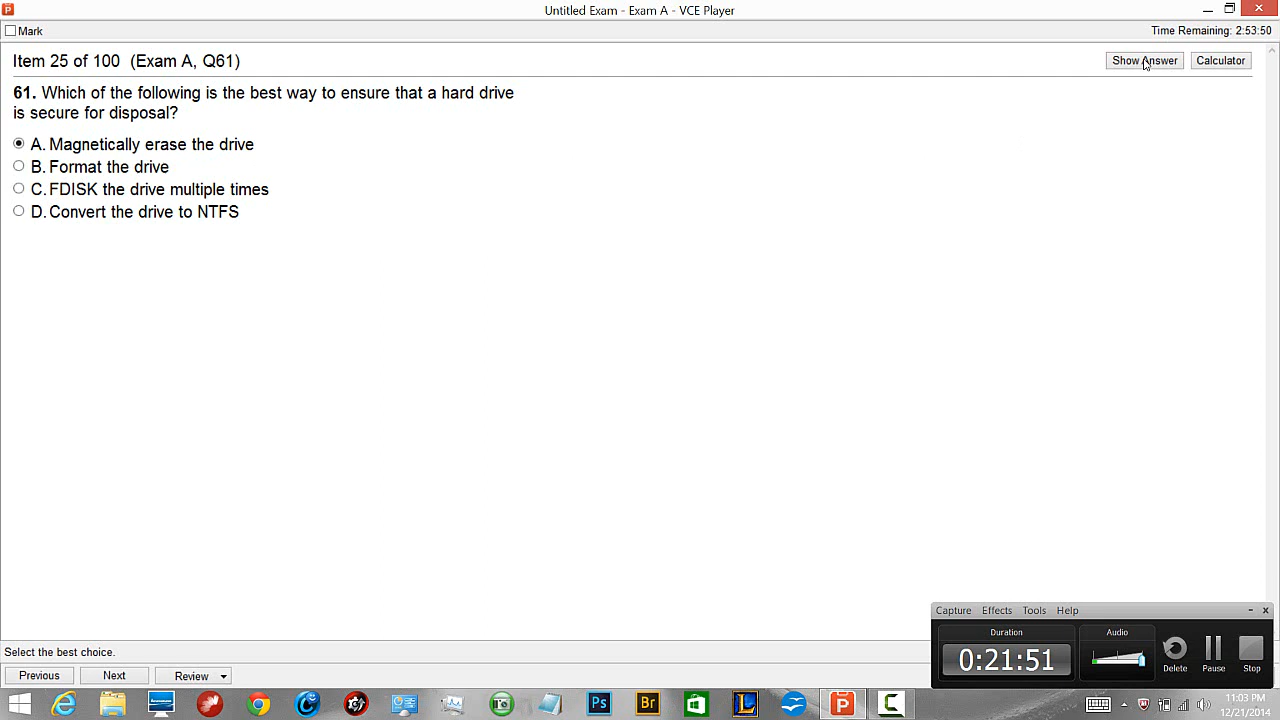 Untitled Exam - Exam A - VCE Player
Mark
Time Remaining: 2:53:50
Item 25 of 100 (Exam A, Q61)
Show Answer
Calculator
61. Which of the following is the best way to ensure that a hard drive
is secure for disposal?
A. Magnetically erase the drive
B. Format the drive
C. FDISK the drive multiple times
D. Convert the drive to NTFS
Capture Effects Tools Help
Duration
Audio
0:21:51
Delete
Pause
Stop
Select the best choice.
Previous
Next
Review
Ps
Br
L
P
C
11:03 PM
12/21/2014